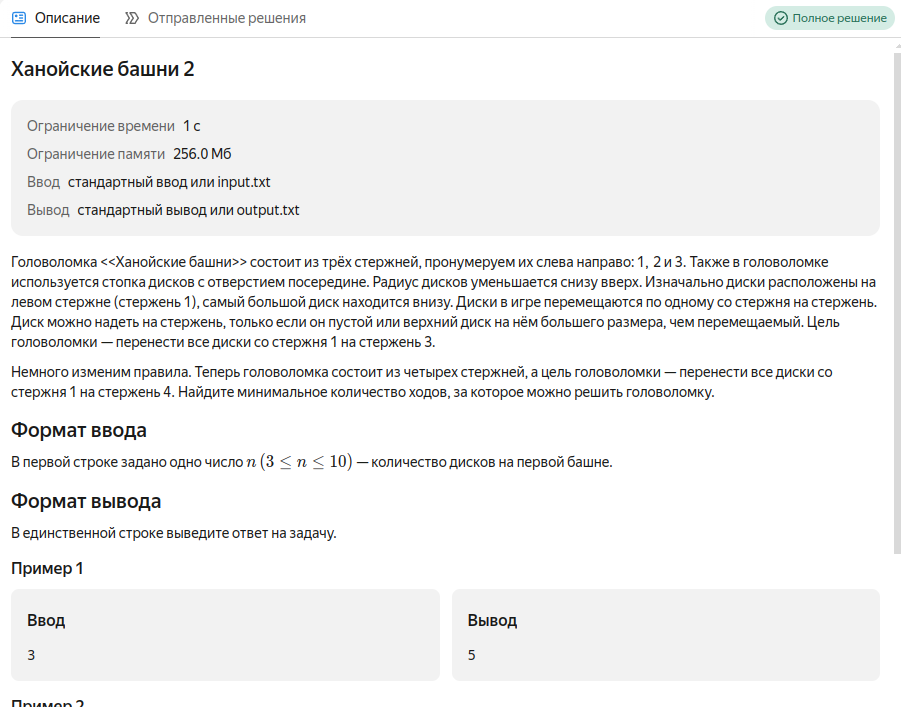 Описание
Отправленные решения
Полное решение
Ханойские башни 2
Ограничение времени 1 с
Ограничение памяти 256.0 Мб
Ввод стандартный ввод или input.txt
Вывод стандартный вывод или output.txt
Головоломка <<Ханойские башни>> состоит из трёх стержней, пронумеруем их слева направо: 1, 2 и 3. Также в головоломке
используется стопка дисков с отверстием посередине. Радиус дисков уменьшается снизу вверх. Изначально диски расположены на
левом стержне (стержень 1), самый большой диск находится внизу. Диски в игре перемещаются по одному со стержня на стержень.
Диск можно надеть на стержень, только если он пустой или верхний диск на нём большего размера, чем перемещаемый. Цель
головоломки — перенести все диски со стержня 1 на стержень 3.
Немного изменим правила. Теперь головоломка состоит из четырех стержней, а цель головоломки — перенести все диски со
стержня 1 на стержень 4. Найдите минимальное количество ходов, за которое можно решить головоломку.
Формат ввода
В первой строке задано одно число n (3 ≤ n ≤ 10) — количество дисков на первой башне.
Формат вывода
В единственной строке выведите ответ на задачу.
Пример 1
Ввод
3
Вывод
5
Пример 2